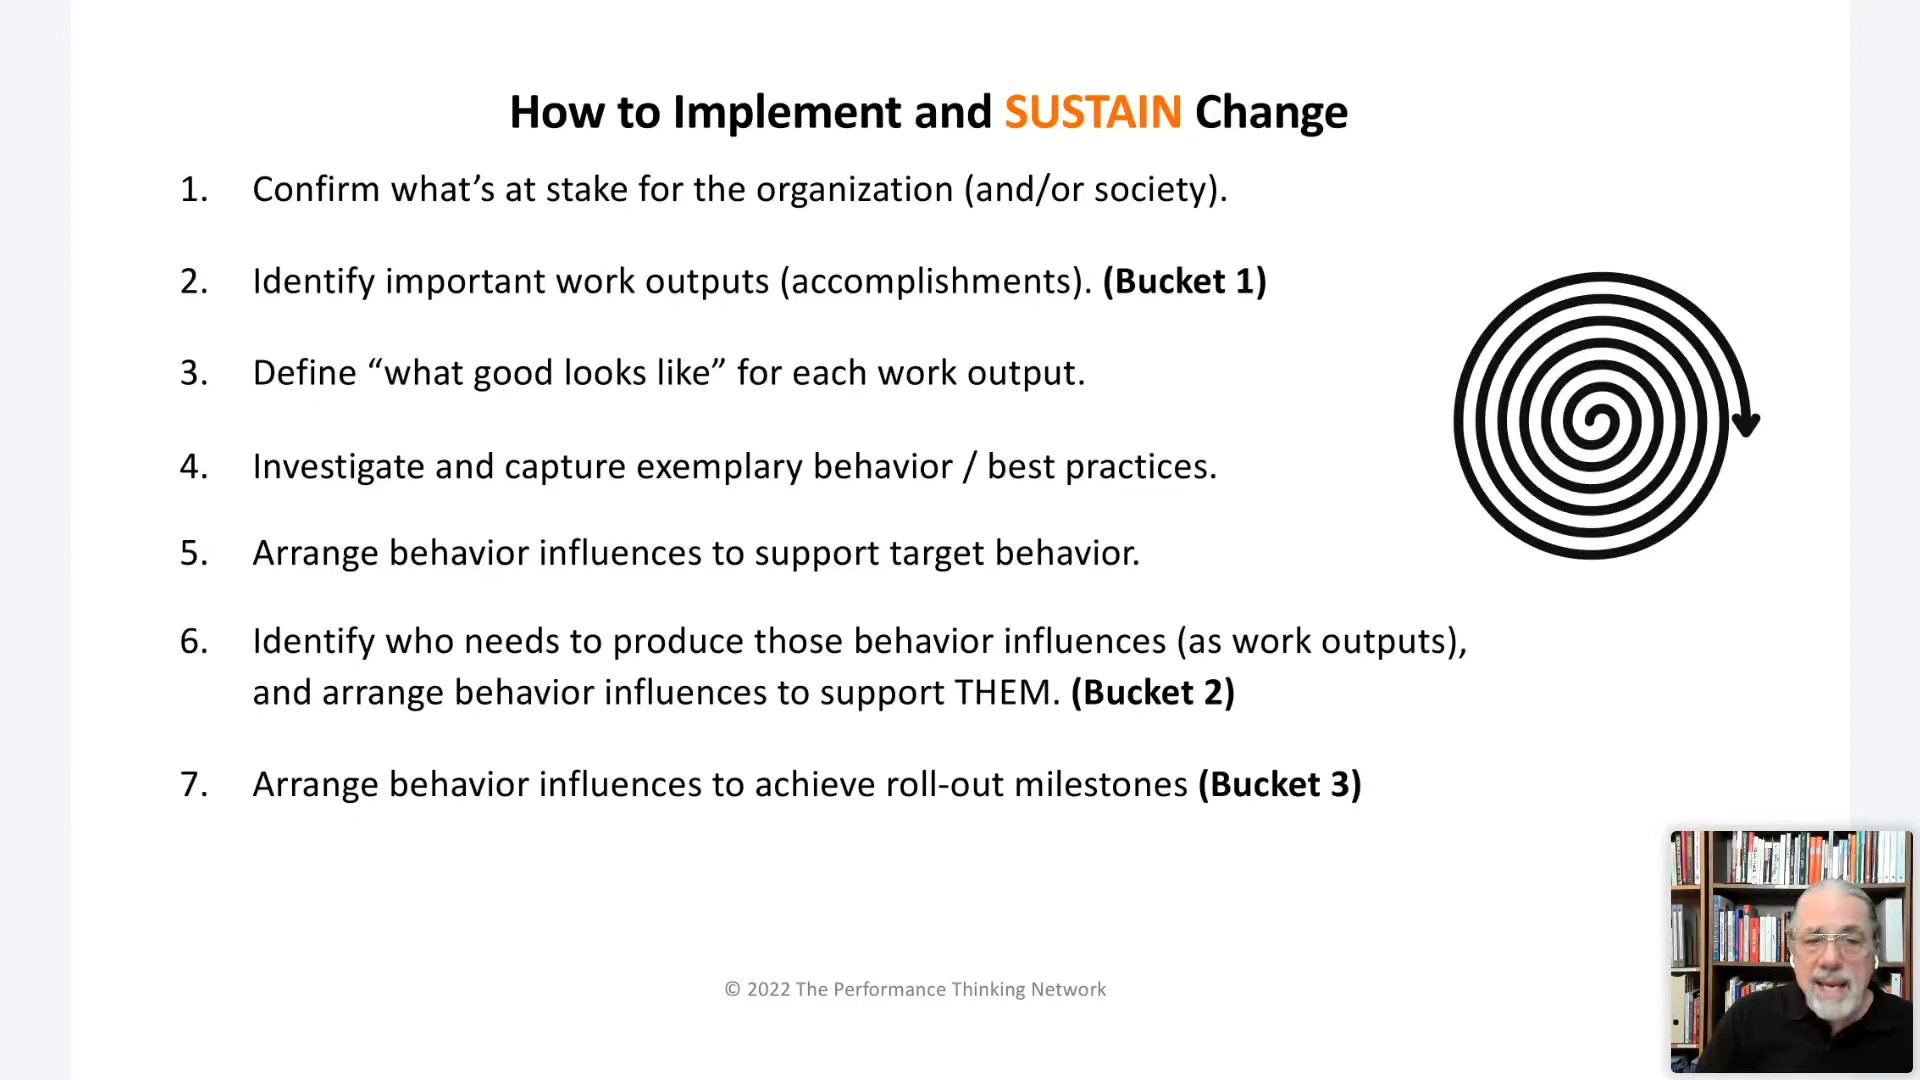 How to Implement and SUSTAIN Change
1. Confirm what’s at stake for the organization (and/or society).
2. Identify important work outputs (accomplishments). (Bucket 1)
3. Define “what good looks like” for each work output.
4. Investigate and capture exemplary behavior / best practices.
5. Arrange behavior influences to support target behavior.
6. Identify who needs to produce those behavior influences (as work outputs),
and arrange behavior influences to support THEM. (Bucket 2)
7. Arrange behavior influences to achieve roll-out milestones (Bucket 3)
© 2022 The Performance Thinking Network